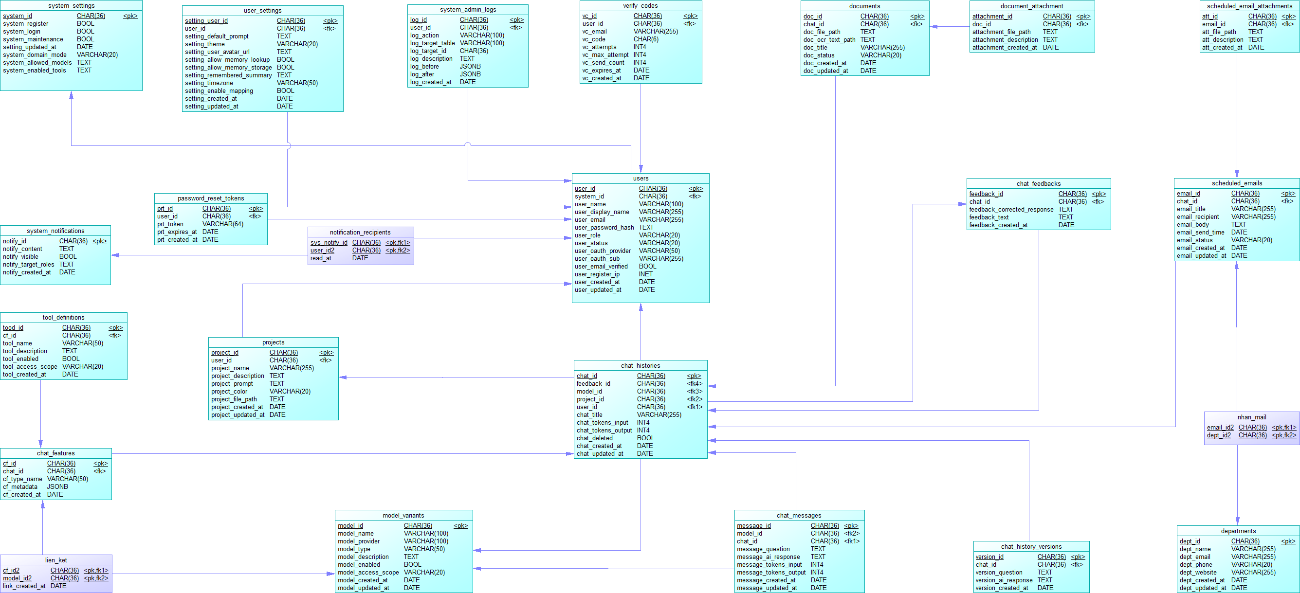 system_settings
system_id CHAR(36) <pk>
system_register BOOL
system_login BOOL
system_maintenance BOOL
setting_updated_at DATE
system_domain_mode VARCHAR(20)
system_allowed_models TEXT
system_enabled_tools TEXT
user_settings
setting_user_id CHAR(36) <pk>
user_id CHAR(36) <fk>
setting_default_prompt TEXT
setting_theme VARCHAR(20)
setting_user_avatar_url TEXT
setting_allow_memory_lookup BOOL
setting_allow_memory_storage BOOL
setting_remembered_summary TEXT
setting_timezone VARCHAR(50)
setting_enable_mapping BOOL
setting_created_at DATE
setting_updated_at DATE
system_admin_logs
log_id CHAR(36) <pk>
user_id CHAR(36) <fk>
log_action VARCHAR(100)
log_target_table VARCHAR(100)
log_target_id CHAR(36)
log_description TEXT
log_before JSONB
log_after JSONB
log_created_at DATE
verify_codes
vc_id CHAR(36) <pk>
user_id CHAR(36) <fk>
vc_email VARCHAR(255)
vc_code CHAR(6)
vc_attempts INT4
vc_max_attempt INT4
vc_send_count INT4
vc_expires_at DATE
vc_created_at DATE
documents
doc_id CHAR(36) <pk>
chat_id CHAR(36) <fk>
doc_file_path TEXT
doc_ocr_text_path TEXT
doc_title VARCHAR(255)
doc_status VARCHAR(20)
doc_created_at DATE
doc_updated_at DATE
document_attachment
attachment_id CHAR(36) <pk>
doc_id CHAR(36) <fk>
attachment_file_path TEXT
attachment_description TEXT
attachment_created_at DATE
scheduled_email_attachments
att_id CHAR(36) <pk>
email_id CHAR(36) <fk>
att_file_path TEXT
att_description TEXT
att_created_at DATE
users
user_id CHAR(36) <pk>
system_id CHAR(36) <fk>
user_name VARCHAR(100)
user_display_name VARCHAR(255)
user_email VARCHAR(255)
user_password_hash TEXT
user_role VARCHAR(20)
user_status VARCHAR(20)
user_oauth_provider VARCHAR(50)
user_oauth_sub VARCHAR(255)
user_email_verified BOOL
user_register_ip INET
user_created_at DATE
user_updated_at DATE
password_reset_tokens
prt_id CHAR(36) <pk>
user_id CHAR(36) <fk>
prt_token VARCHAR(64)
prt_expires_at DATE
prt_created_at DATE
chat_feedbacks
feedback_id CHAR(36) <pk>
chat_id CHAR(36) <fk>
feedback_corrected_response TEXT
feedback_text TEXT
feedback_created_at DATE
scheduled_emails
email_id CHAR(36) <pk>
chat_id CHAR(36) <fk>
email_title VARCHAR(255)
email_recipient VARCHAR(255)
email_body TEXT
email_send_time DATE
email_status VARCHAR(20)
email_created_at DATE
email_updated_at DATE
system_notifications
notify_id CHAR(36) <pk>
notify_content TEXT
notify_visible BOOL
notify_target_roles TEXT
notify_created_at DATE
notification_recipients
sys_notify_id CHAR(36) <pk,fk1>
user_id2 CHAR(36) <pk,fk2>
read_at DATE
tool_definitions
tood_id CHAR(36) <pk>
cf_id CHAR(36) <fk>
tool_name VARCHAR(50)
tool_description TEXT
tool_enabled BOOL
tool_access_scope VARCHAR(20)
tool_created_at DATE
projects
project_id CHAR(36) <pk>
user_id CHAR(36) <fk>
project_name VARCHAR(255)
project_description TEXT
project_prompt TEXT
project_color VARCHAR(20)
project_file_path TEXT
project_created_at DATE
project_updated_at DATE
chat_histories
chat_id CHAR(36) <pk>
feedback_id CHAR(36) <fk4>
model_id CHAR(36) <fk3>
project_id CHAR(36) <fk2>
user_id CHAR(36) <fk1>
chat_title VARCHAR(255)
chat_tokens_input INT4
chat_tokens_output INT4
chat_deleted BOOL
chat_created_at DATE
chat_updated_at DATE
nhan_mail
email_id2 CHAR(36) <pk,fk1>
dept_id2 CHAR(36) <pk,fk2>
chat_features
cf_id CHAR(36) <pk>
chat_id CHAR(36) <fk>
cf_type_name VARCHAR(50)
cf_metadata JSONB
cf_created_at DATE
model_variants
model_id CHAR(36) <pk>
model_name VARCHAR(100)
model_provider VARCHAR(100)
model_type VARCHAR(50)
model_description TEXT
model_enabled BOOL
model_access_scope VARCHAR(20)
model_created_at DATE
model_updated_at DATE
chat_messages
message_id CHAR(36) <pk>
model_id CHAR(36) <fk2>
chat_id CHAR(36) <fk1>
message_question TEXT
message_ai_response TEXT
message_tokens_input INT4
message_tokens_output INT4
message_created_at DATE
message_updated_at DATE
chat_history_versions
version_id CHAR(36) <pk>
chat_id CHAR(36) <fk>
version_question TEXT
version_ai_response TEXT
version_created_at DATE
departments
dept_id CHAR(36) <pk>
dept_name VARCHAR(255)
dept_email VARCHAR(255)
dept_phone VARCHAR(20)
dept_website VARCHAR(255)
dept_created_at DATE
dept_updated_at DATE
lien_ket
cf_id2 CHAR(36) <pk,fk1>
model_id2 CHAR(36) <pk,fk2>
link_created_at DATE